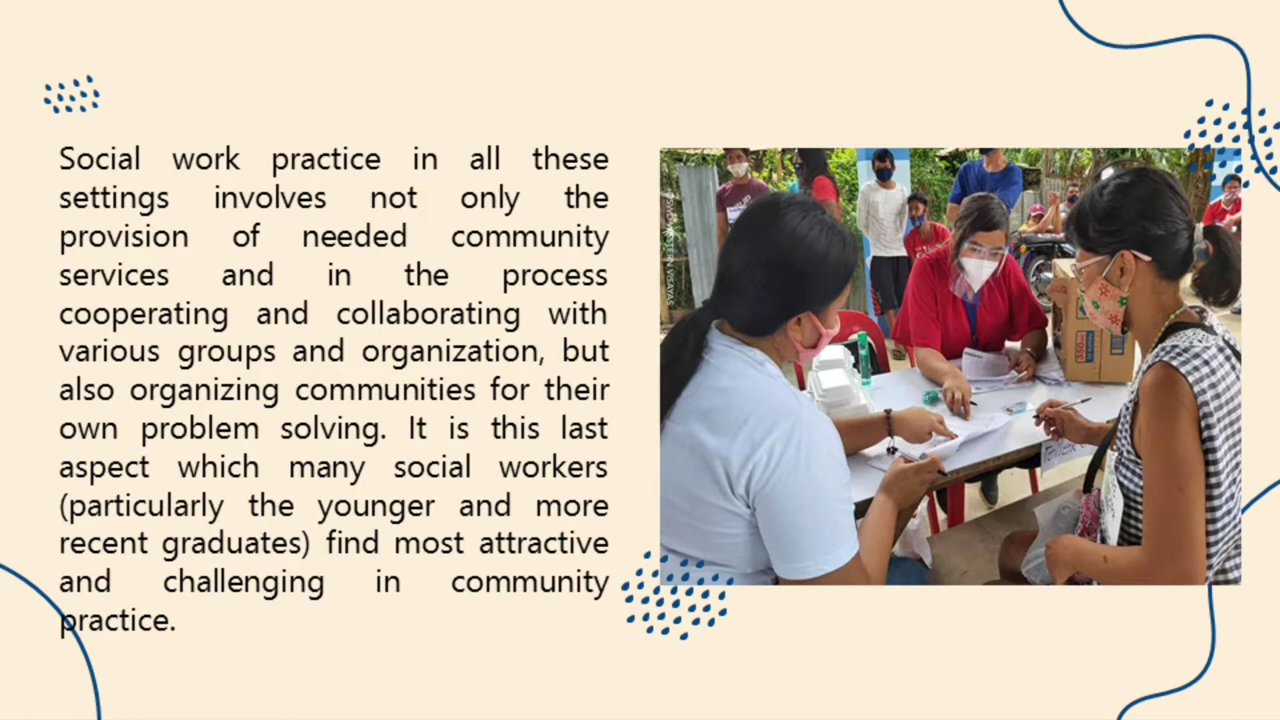 Social work practice in all these
settings involves not only the
provision of needed community
services and in the process
cooperating and collaborating with
various groups and organization, but
also organizing communities for their
own problem solving. It is this last
aspect which many social workers
(particularly the younger and more
recent graduates) find most attractive
and challenging in community
practice.